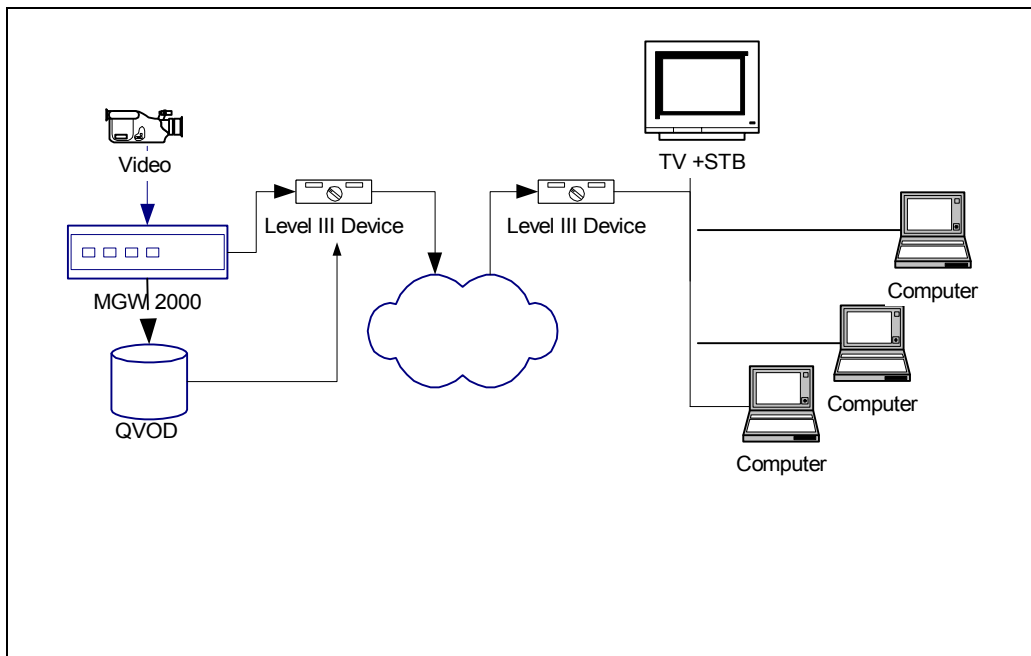 Video
TV +STB
Level III Device
Level III Device
MGW 2000
Computer
Computer
QVOD
Computer